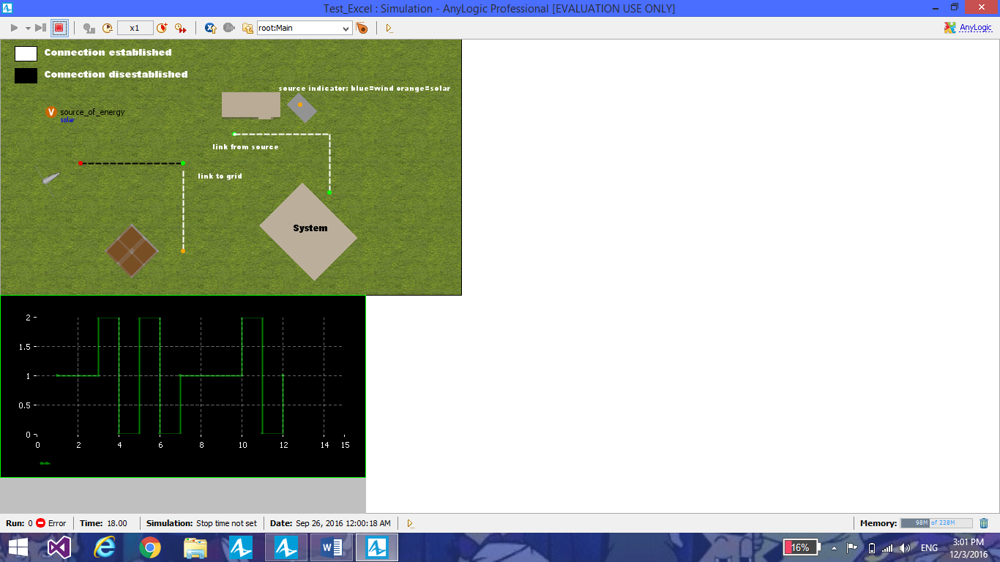 Test_Excel : Simulation - AnyLogic Professional [EVALUATION USE ONLY]
x1 root:Main AnyLogic
Connection established
Connection disestablished
source indicator: blue=wind orange=solar
V source_of_energy
solar
link from source
link to grid
System
2
1.5
1
0.5
0
0 2 4 6 8 10 12 14 15
Run: 0 Error Time: 18.00 Simulation: Stop time not set Date: Sep 26, 2016 12:00:18 AM Memory: 98M of 228M
16% ENG 3:01 PM
12/3/2016